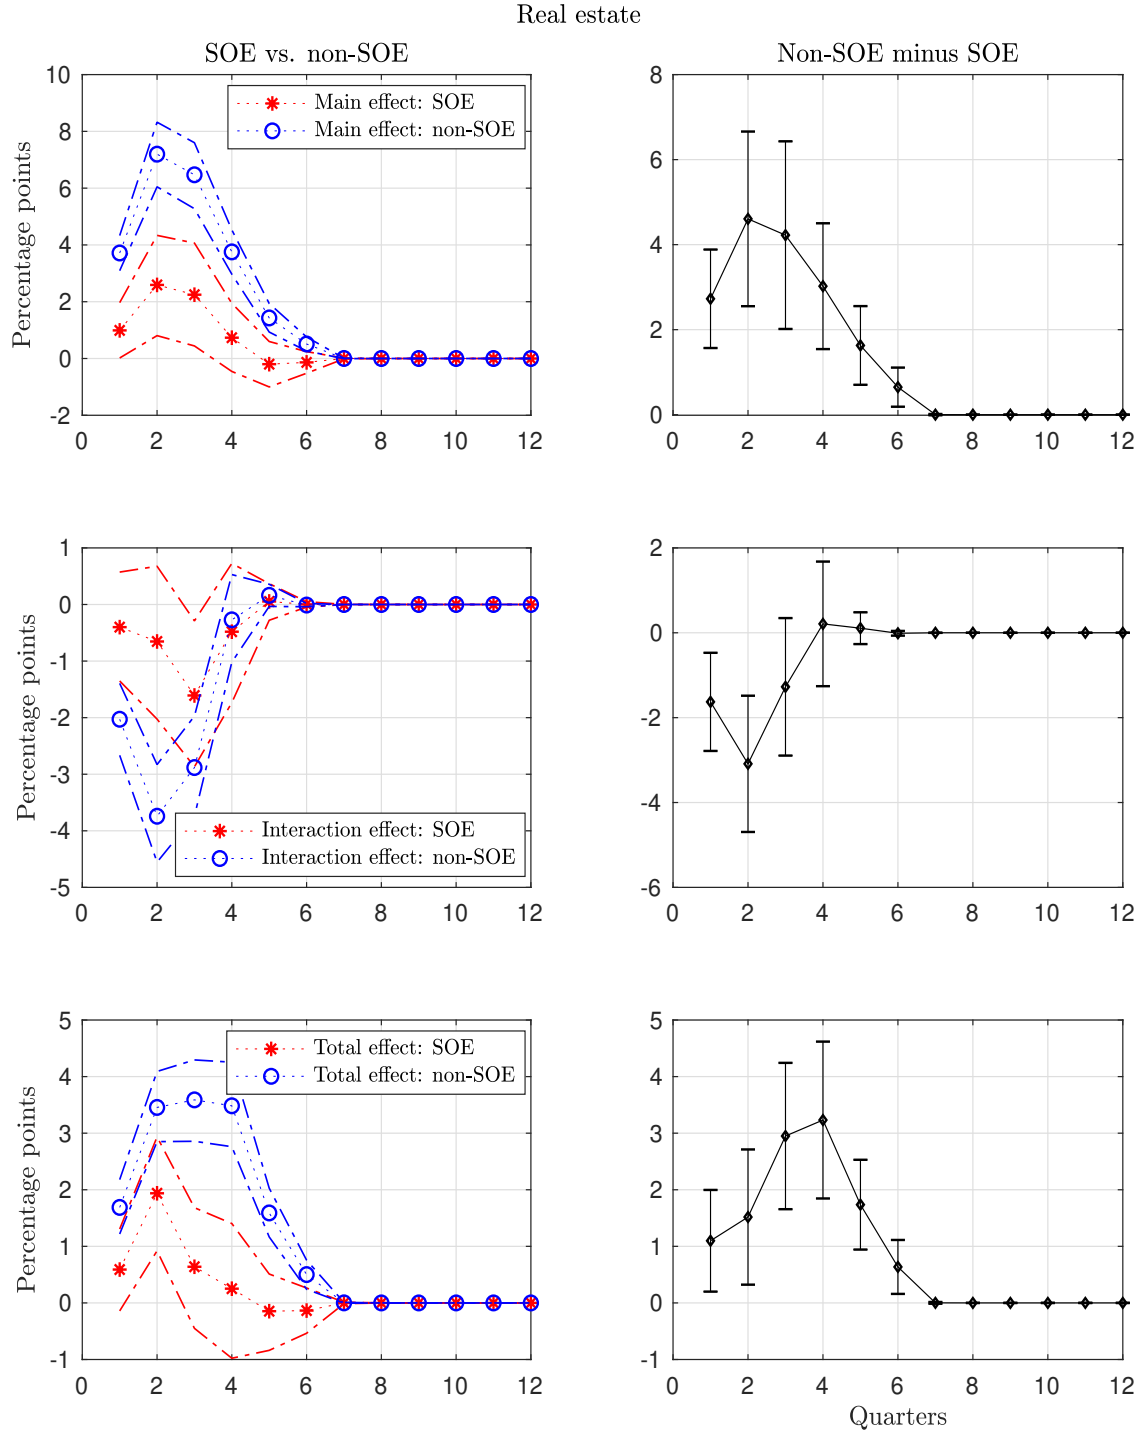 Real estate
SOE vs. non-SOE
Non-SOE minus SOE
Percentage points
10
8
6
4
2
0
-2
Main effect: SOE
Main effect: non-SOE
0 2 4 6 8 10 12
8
6
4
2
0
0 2 4 6 8 10 12
Percentage points
1
0
-1
-2
-3
-4
-5
Interaction effect: SOE
Interaction effect: non-SOE
0 2 4 6 8 10 12
2
0
-2
-4
-6
0 2 4 6 8 10 12
Percentage points
5
4
3
2
1
0
-1
Total effect: SOE
Total effect: non-SOE
0 2 4 6 8 10 12
5
4
3
2
1
0
-1
0 2 4 6 8 10 12
Quarters